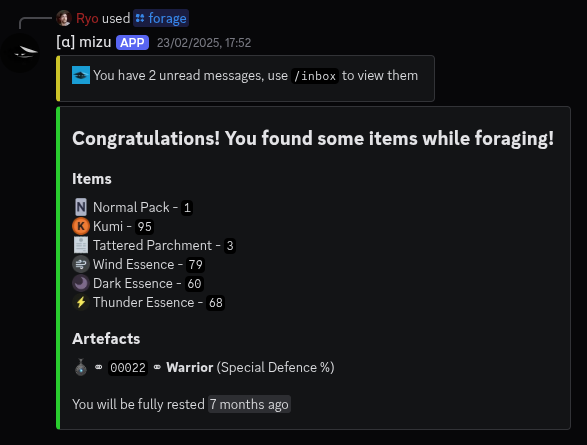 Ryo used forage
[α] mizu APP 23/02/2025, 17:52
You have 2 unread messages, use /inbox to view them
Congratulations! You found some items while foraging!
Items
N Normal Pack - 1
K Kumi - 95
Tattered Parchment - 3
Wind Essence - 79
Dark Essence - 60
Thunder Essence - 68
Artefacts
⚭ 00022 ⚭ Warrior (Special Defence %)
You will be fully rested 7 months ago